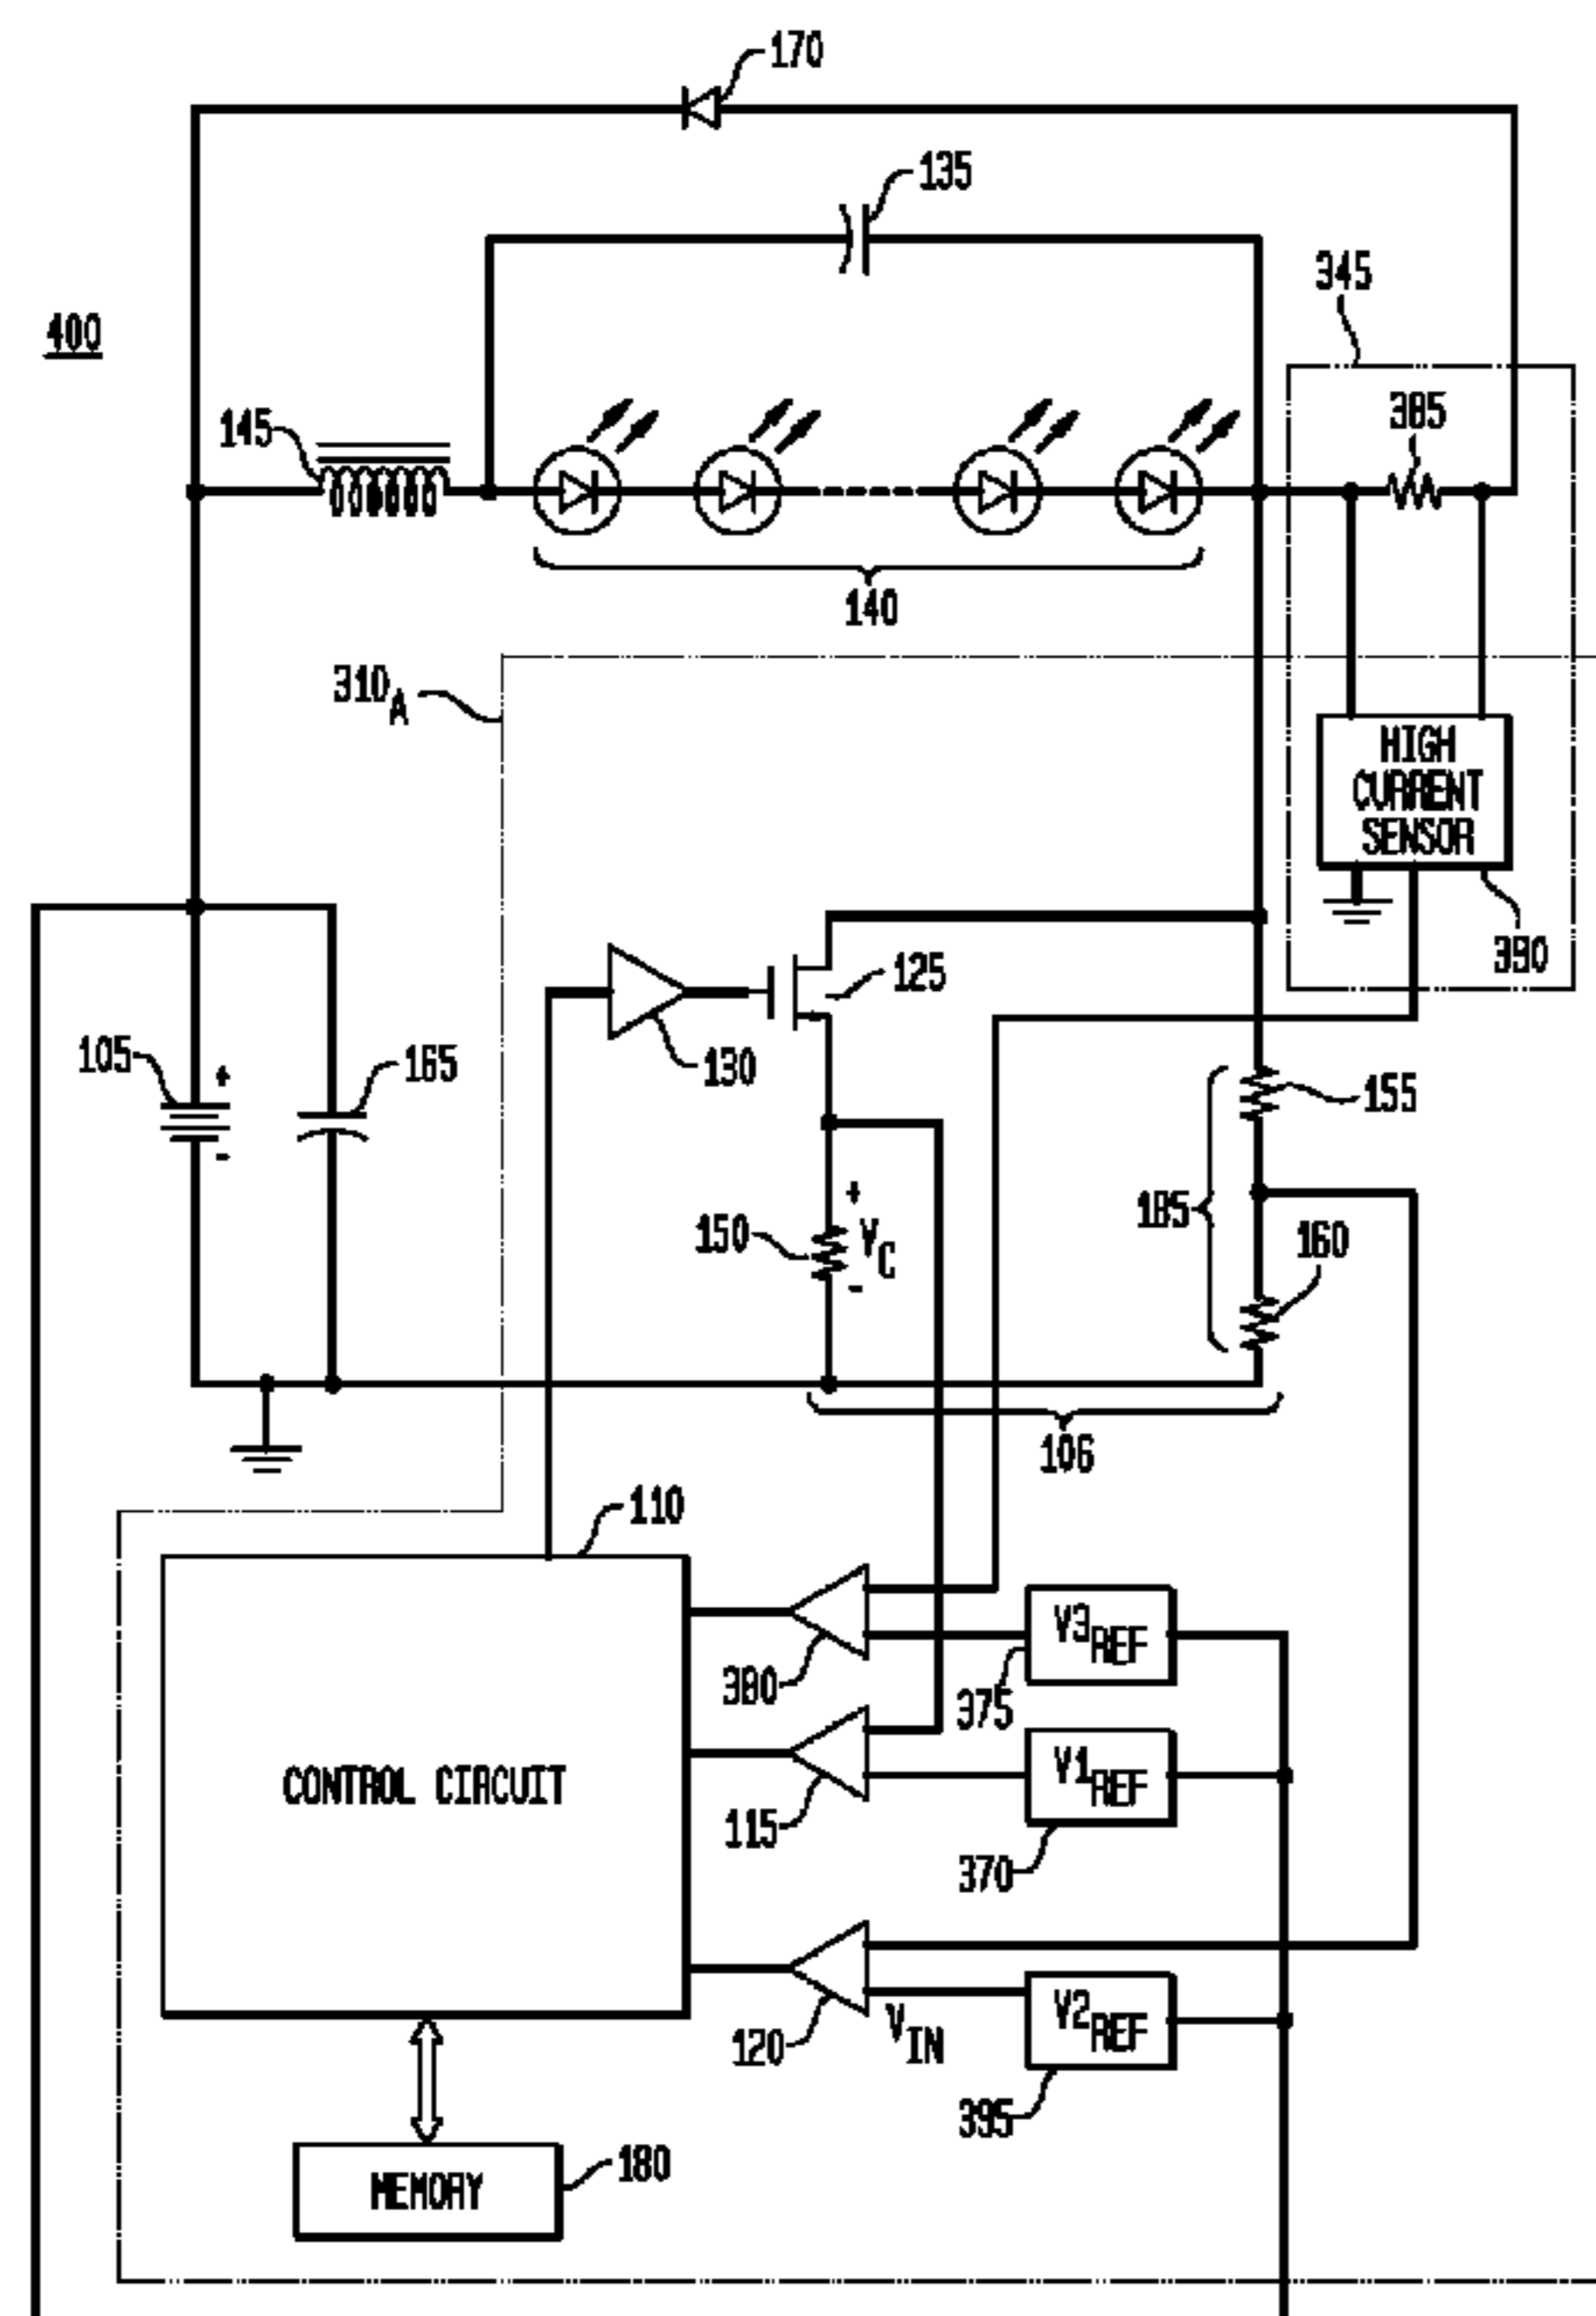 170
135
345
400
385
145
140
310A
HIGH
CURRENT
SENSOR
390
125
130
105
+
-
165
155
185
+
150
VC
-
160
106
110
380
V3REF
375
CONTROL CIRCUIT
115
V1REF
370
120
VIN
V2REF
395
MEMORY
180